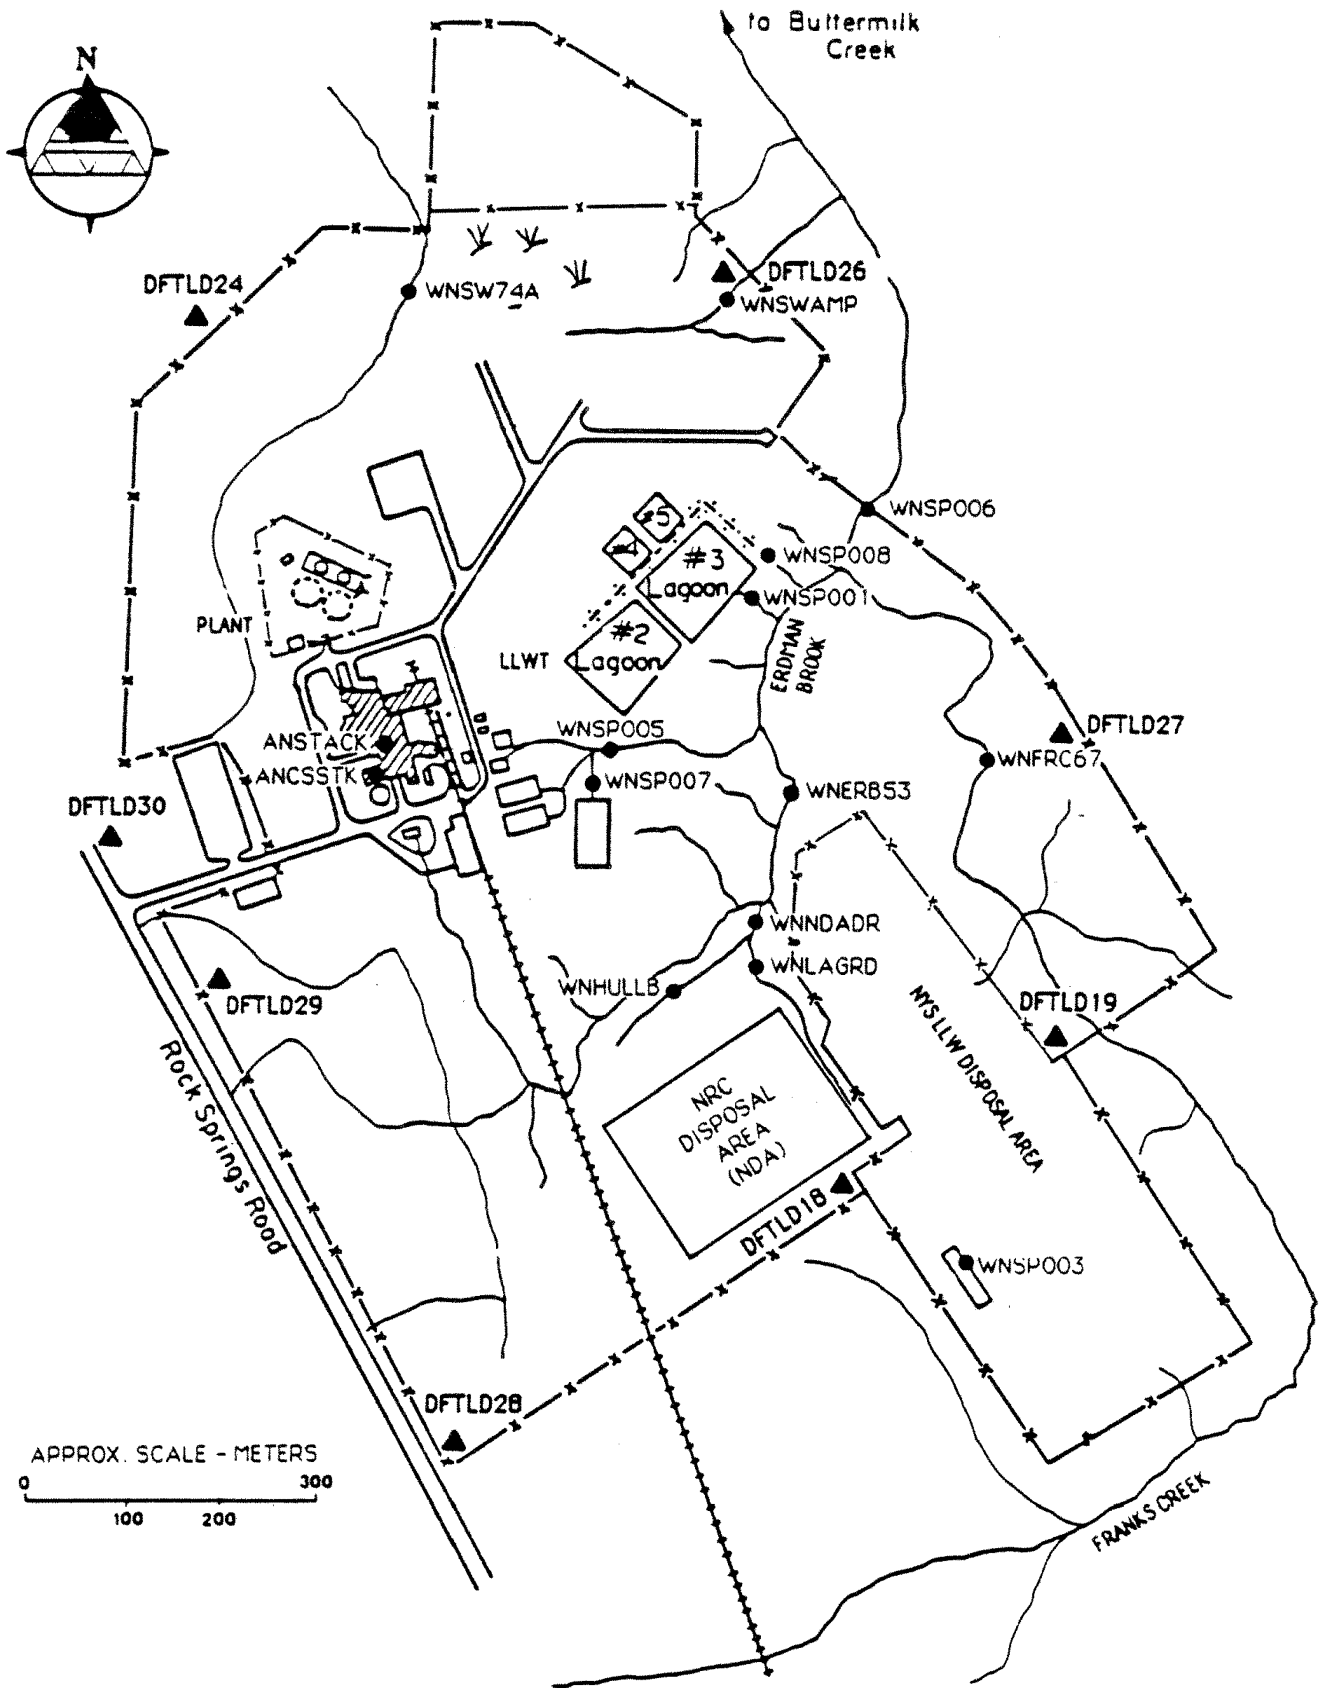 to Buttermilk
Creek
N
DFTLD24
WNSW74A
DFTLD26
WNSWAMP
WNSP006
#5
#4
#3
Lagoon
WNSP008
WNSP001
PLANT
#2
Lagoon
LLWT
ERDMAN
BROOK
ANSTACK
WNSP005
DFTLD27
ANCSSTK
WNSP007
WNFRC67
WNERB53
DFTLD30
WNNDADR
WNLAGRD
WNHULLB
DFTLD29
DFTLD19
NYS LLW DISPOSAL AREA
Rock Springs Road
NRC
DISPOSAL
AREA
(NDA)
DFTLD18
WNSP003
DFTLD28
APPROX. SCALE - METERS
0 300
100 200
FRANKS CREEK